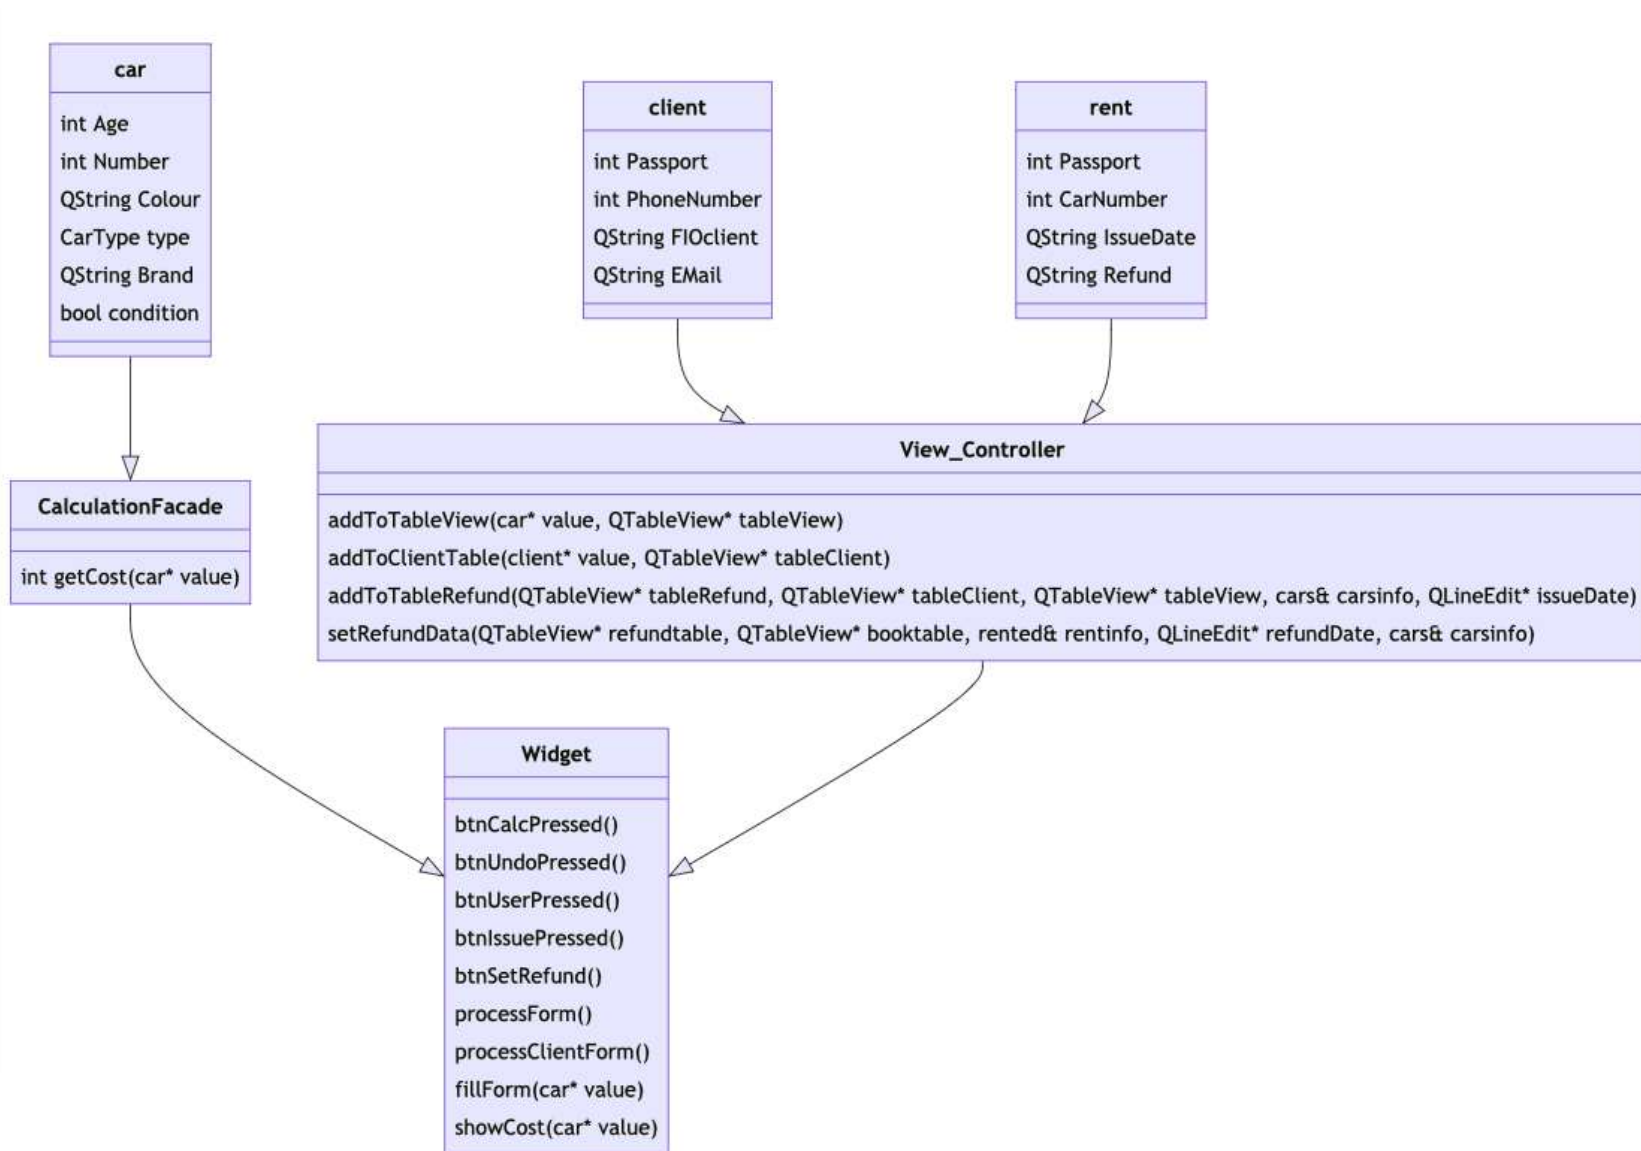 car
int Age
int Number
QString Colour
CarType type
QString Brand
bool condition
client
int Passport
int PhoneNumber
QString FIOclient
QString EMail
rent
int Passport
int CarNumber
QString IssueDate
QString Refund
CalculationFacade
int getCost(car* value)
View_Controller
addToTableView(car* value, QTableView* tableView)
addToClientTable(client* value, QTableView* tableClient)
addToTableRefund(QTableView* tableRefund, QTableView* tableClient, QTableView* tableView, cars& carsinfo, QLineEdit* issueDate)
setRefundData(QTableView* refundtable, QTableView* booktable, rented& rentinfo, QLineEdit* refundDate, cars& carsinfo)
Widget
btnCalcPressed()
btnUndoPressed()
btnUserPressed()
btnIssuePressed()
btnSetRefund()
processForm()
processClientForm()
fillForm(car* value)
showCost(car* value)